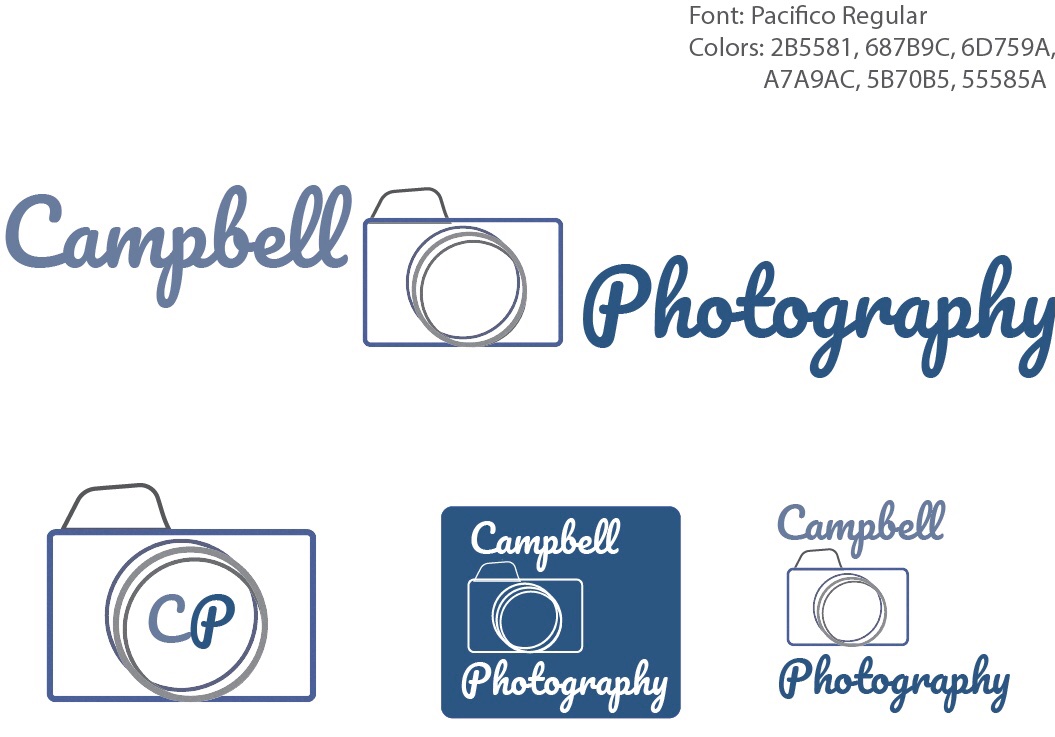 Font: Pacifico Regular
Colors: 2B5581, 687B9C, 6D759A,
A7A9AC, 5B70B5, 55585A
Campbell
Photography
CP
Campbell
Photography
Campbell
Photography